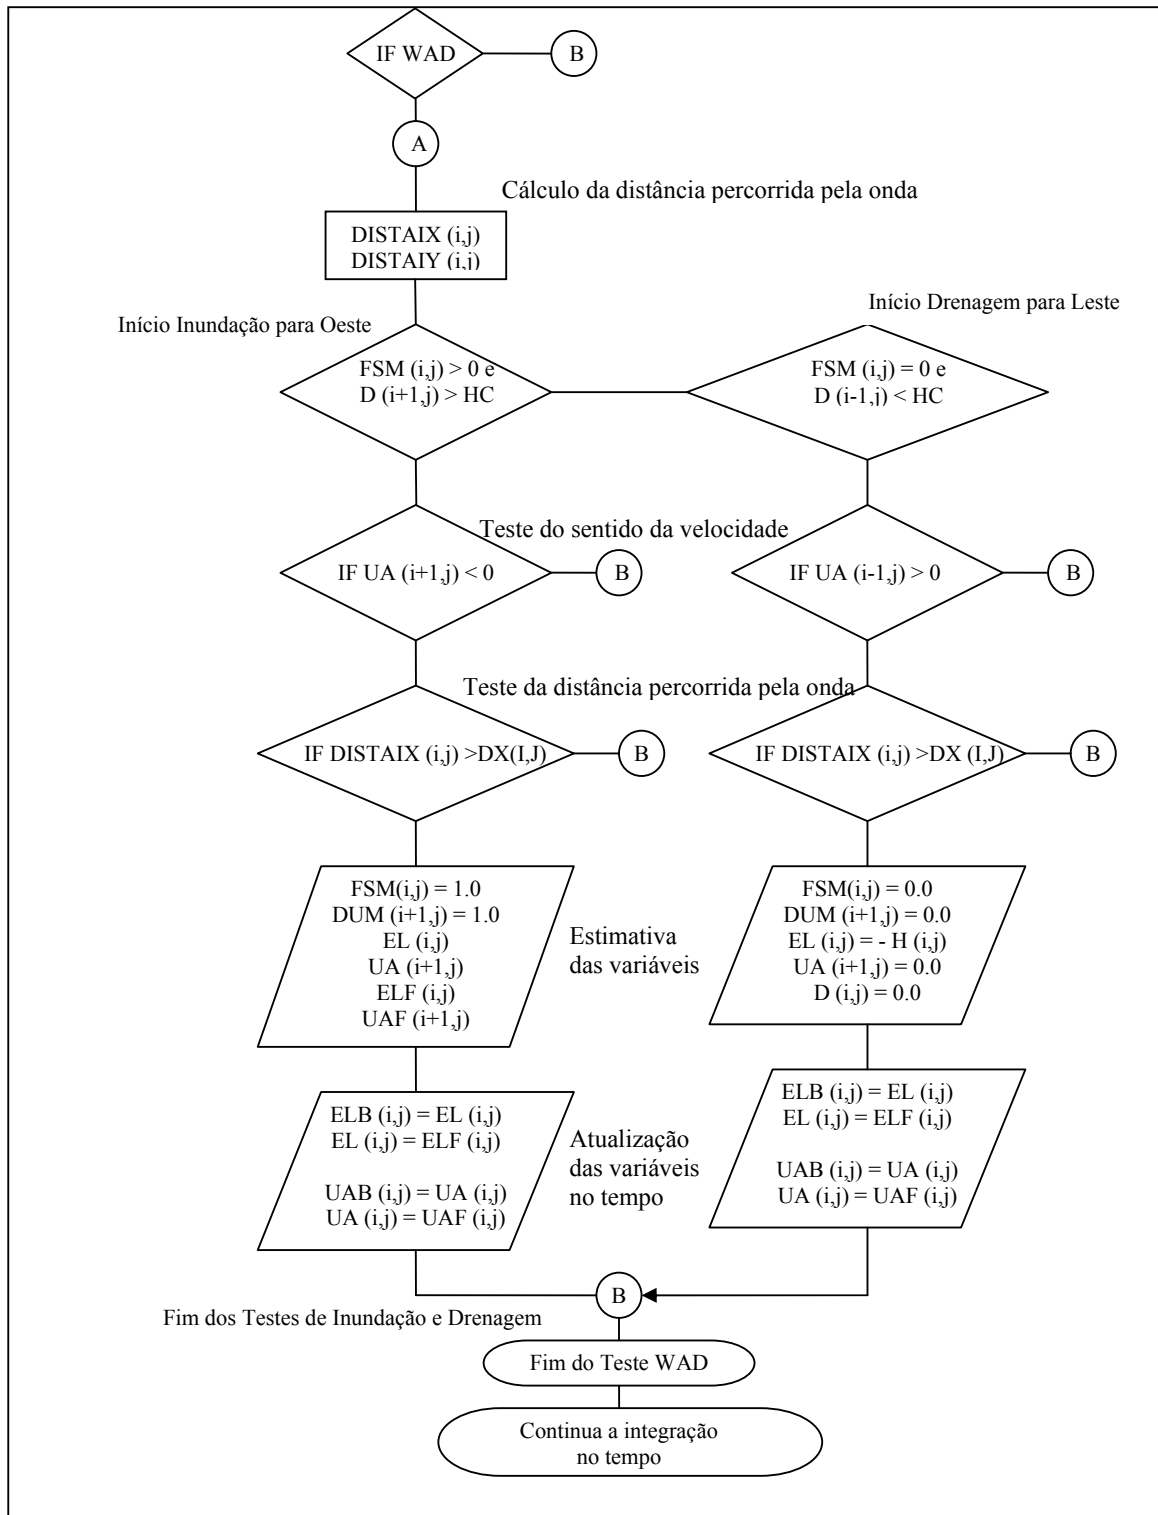 IF WAD
B
A
Cálculo da distância percorrida pela onda
DISTAIX (i,j)
DISTAIY (i,j)
Início Inundação para Oeste
Início Drenagem para Leste
FSM (i,j) > 0 e
D (i+1,j) > HC
FSM (i,j) = 0 e
D (i-1,j) < HC
Teste do sentido da velocidade
IF UA (i+1,j) < 0
B
IF UA (i-1,j) > 0
B
Teste da distância percorrida pela onda
IF DISTAIX (i,j) >DX(I,J)
B
IF DISTAIX (i,j) >DX (I,J)
B
FSM(i,j) = 1.0
DUM (i+1,j) = 1.0
EL (i,j)
UA (i+1,j)
ELF (i,j)
UAF (i+1,j)
Estimativa
das variáveis
FSM(i,j) = 0.0
DUM (i+1,j) = 0.0
EL (i,j) = - H (i,j)
UA (i+1,j) = 0.0
D (i,j) = 0.0
ELB (i,j) = EL (i,j)
EL (i,j) = ELF (i,j)
UAB (i,j) = UA (i,j)
UA (i,j) = UAF (i,j)
Atualização
das variáveis
no tempo
ELB (i,j) = EL (i,j)
EL (i,j) = ELF (i,j)
UAB (i,j) = UA (i,j)
UA (i,j) = UAF (i,j)
B
Fim dos Testes de Inundação e Drenagem
Fim do Teste WAD
Continua a integração
no tempo